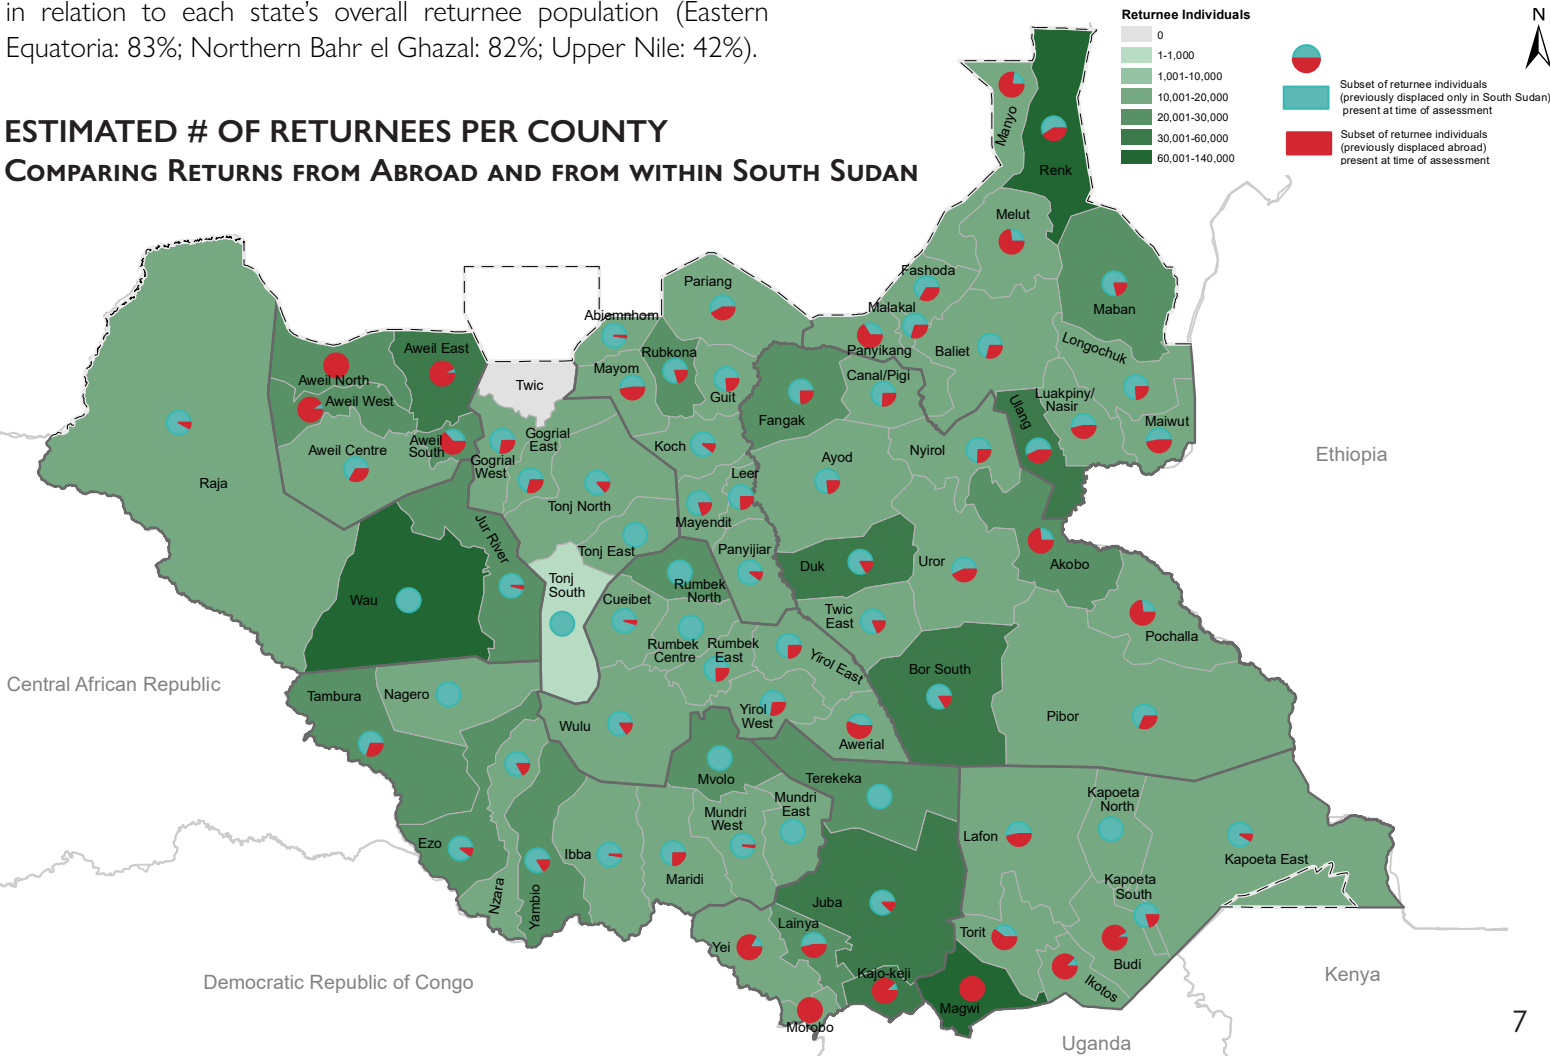 in relation to each state’s overall returnee population (Eastern
Equatoria: 83%; Northern Bahr el Ghazal: 82%; Upper Nile: 42%).
ESTIMATED # OF RETURNEES PER COUNTY
COMPARING RETURNS FROM ABROAD AND FROM WITHIN SOUTH SUDAN
Returnee Individuals
0
1-1,000
1,001-10,000
10,001-20,000
20,001-30,000
30,001-60,000
60,001-140,000
Subset of returnee individuals
(previously displaced only in South Sudan)
present at time of assessment
Subset of returnee individuals
(previously displaced abroad)
present at time of assessment
N
Manyo
Renk
Melut
Fashoda
Maban
Malakal
Panyikang
Baliet
Longochuk
Pariang
Abiemnhom
Rubkona
Mayom
Guit
Canal/Pigi
Fangak
Luakpiny/
Nasir
Ulang
Maiwut
Aweil East
Aweil North
Aweil West
Twic
Aweil
South
Aweil Centre
Gogrial
East
Gogrial
West
Koch
Leer
Ayod
Nyirol
Ethiopia
Raja
Tonj North
Mayendit
Jur River
Tonj East
Panyijiar
Duk
Uror
Akobo
Tonj
South
Rumbek
North
Wau
Cueibet
Twic
East
Pochalla
Rumbek
Centre
Rumbek
East
Yirol East
Bor South
Central African Republic
Tambura
Nagero
Wulu
Yirol
West
Awerial
Pibor
Mvolo
Terekeka
Mundri
East
Mundri
West
Kapoeta
North
Lafon
Kapoeta East
Ezo
Ibba
Maridi
Nzara
Yambio
Kapoeta
South
Juba
Lainya
Yei
Torit
Budi
Ikotos
Kajo-keji
Magwi
Morobo
Democratic Republic of Congo
Kenya
Uganda
7